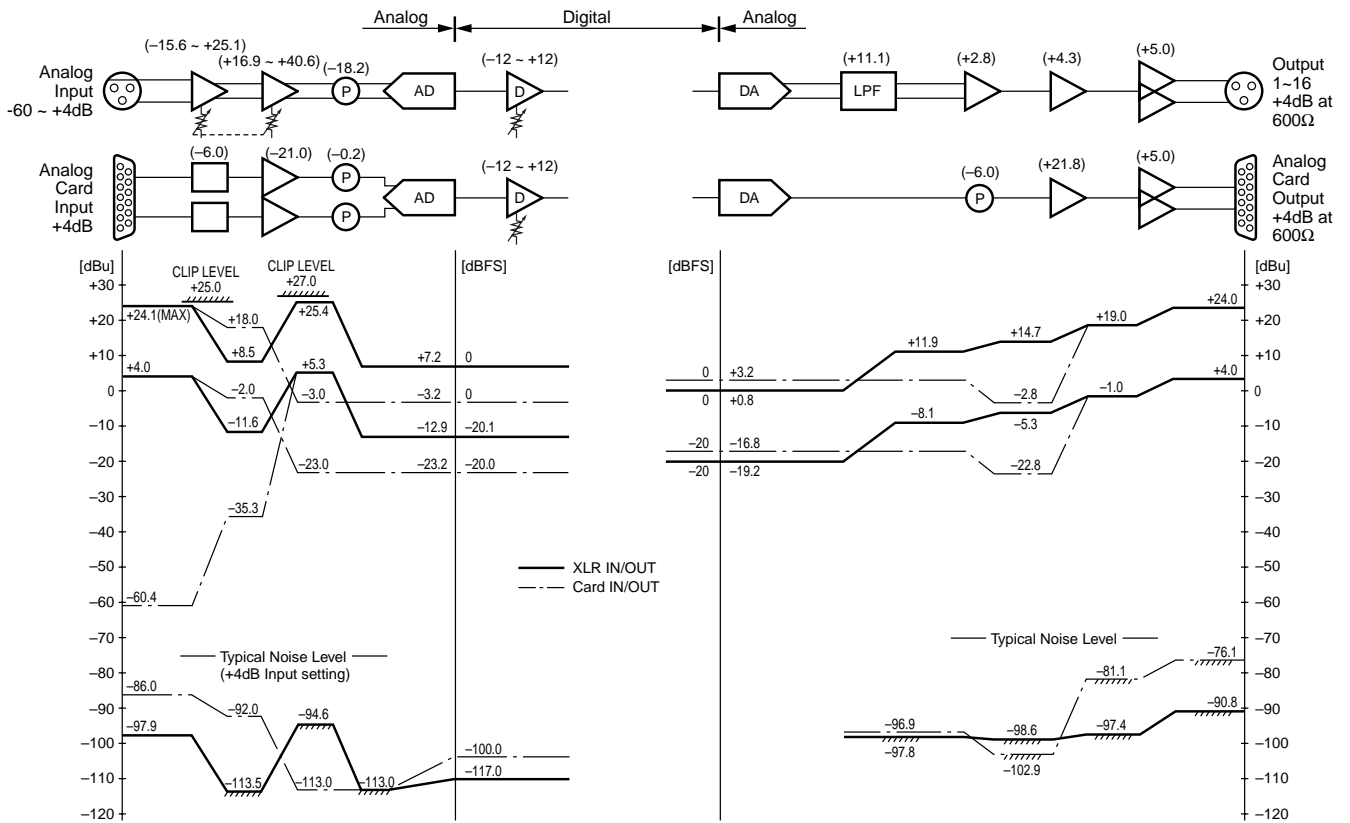 Analog
Digital
Analog
(–15.6 ~ +25.1)
(+16.9 ~ +40.6)
(–18.2)
(–12 ~ +12)
(+11.1)
(+2.8)
(+4.3)
(+5.0)
Analog
Input
-60 ~ +4dB
P
AD
D
DA
LPF
Output
1~16
+4dB at
600Ω
(–6.0)
(–21.0)
(–0.2)
(–12 ~ +12)
(–6.0)
(+21.8)
(+5.0)
Analog
Card
Input
+4dB
P
P
AD
D
DA
P
Analog
Card
Output
+4dB at
600Ω
[dBu]
+30
+20
+10
0
–10
–20
–30
–40
–50
–60
–70
–80
–90
–100
–110
–120
CLIP LEVEL
+25.0
CLIP LEVEL
+27.0
[dBFS]
+24.1(MAX)
+18.0
+8.5
+25.4
+7.2
0
+4.0
–2.0
–11.6
+5.3
–3.0
–3.2
0
–12.9
–20.1
–23.0
–23.2
–20.0
–35.3
–60.4
Typical Noise Level
(+4dB Input setting)
–86.0
–92.0
–97.9
–94.6
–113.5
–113.0
–113.0
–100.0
–117.0
XLR IN/OUT
Card IN/OUT
[dBFS]
[dBu]
0
+3.2
0
+0.8
+11.9
+14.7
+19.0
+24.0
–2.8
–1.0
+4.0
–8.1
–5.3
–20
–16.8
–20
–19.2
–22.8
Typical Noise Level
–76.1
–81.1
–90.8
–96.9
–97.8
–98.6
–97.4
–102.9
+30
+20
+10
0
–10
–20
–30
–40
–50
–60
–70
–80
–90
–100
–110
–120